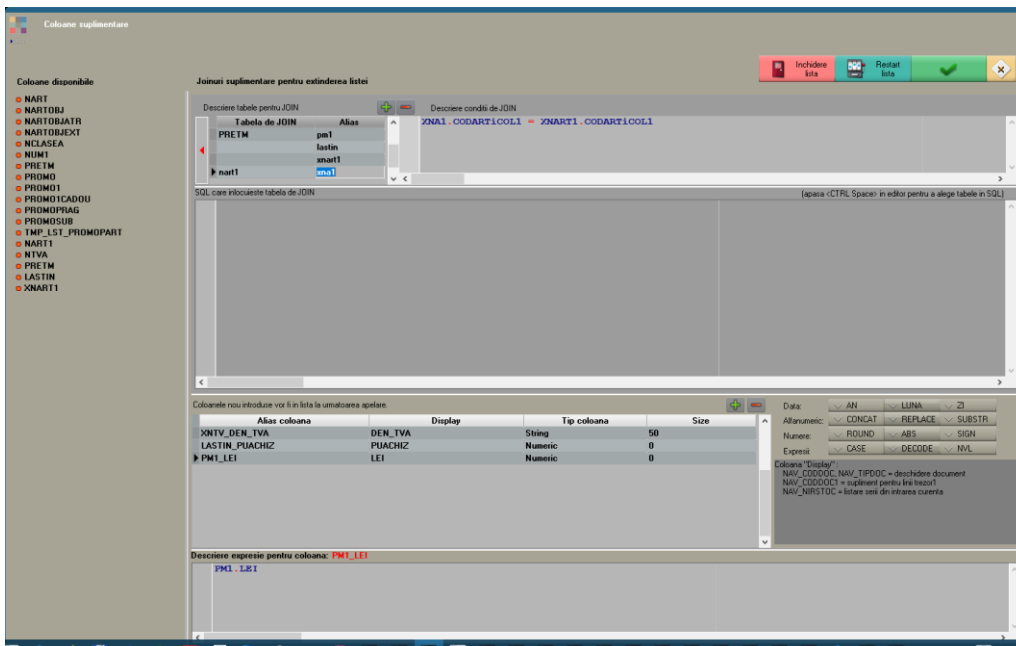 Coloane suplimentare
Inchidere lista
Restart lista
Coloane disponibile
NART
NARTOBJ
NARTOBJATR
NARTOBJEXT
NCLASEA
NUM1
PRETM
PROMO
PROMO1
PROMO1CADOU
PROMOPRAG
PROMOSUB
TMP_LST_PROMOPART
NART1
NTVA
PRETM
LASTIN
XNART1
Joinuri suplimentare pentru extinderea listei
Descriere tabele pentru JOIN
Descriere conditii de JOIN
Tabela de JOIN Alias
PRETM pm1
lastin
xnart1
nart1 xna1
XNA1.CODARTiCOL1 = XNART1.CODARTiCOL1
SQL care inlocuieste tabela de JOIN
(apasa <CTRL Space> in editor pentru a alege tabele in SQL)
Coloanele nou introduse vor fi in lista la urmatoarea apelare.
Alias coloana Display Tip coloana Size
XNTV_DEN_TVA DEN_TVA String 50
LASTIN_PUACHIZ PUACHIZ Numeric 0
PM1_LEI LEI Numeric 0
Data: AN LUNA ZI
Alfanumeric: CONCAT REPLACE SUBSTR
Numere: ROUND ABS SIGN
Expresii: CASE DECODE NVL
Coloana "Display" :
NAV_CODDOC, NAV_TIPDOC = deschidere document
NAV_CODDOC1 = supliment pentru linii trezor1
NAV_NIRSTOC = listare serii din intrarea curenta
Descriere expresie pentru coloana: PM1_LEI
PM1.LEI